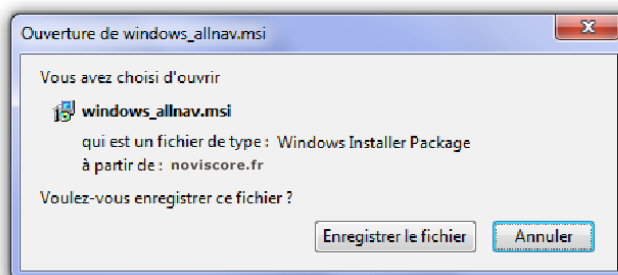 Ouverture de windows_allnav.msi
Vous avez choisi d'ouvrir
windows_allnav.msi
qui est un fichier de type : Windows Installer Package
à partir de : noviscore.fr
Voulez-vous enregistrer ce fichier ?
Enregistrer le fichier Annuler